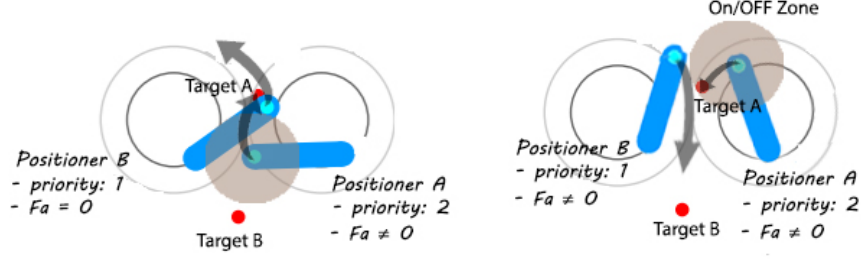 On/OFF Zone
Target A
Positioner B
- priority: 1
- Fa = 0
Positioner A
- priority: 2
- Fa ≠ 0
Target B
Target A
Positioner B
- priority: 1
- Fa ≠ 0
Positioner A
- priority: 2
- Fa ≠ 0
Target B